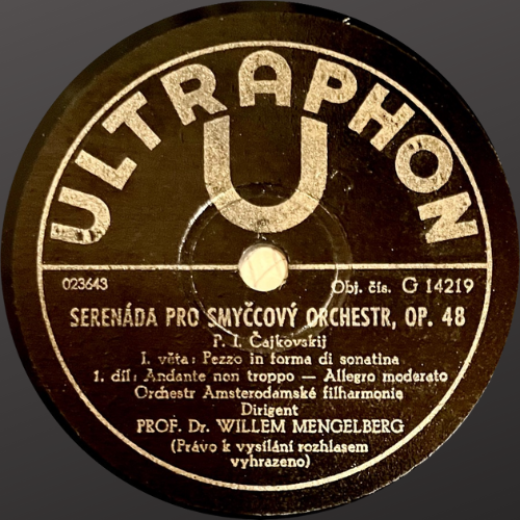 ULTRAPHON
U
023643
Obj. čís. G 14219
SERENÁDA PRO SMYČCOVÝ ORCHESTR, OP. 48
P. I. Čajkovskij
1. věta: Pezzo in forma di sonatina
1. díl: Andante non troppo — Allegro moderato
Orchestr Amsterodamské filharmonie
Dirigent
PROF. Dr. WILLEM MENGELBERG
(Právo k vysílání rozhlasem
vyhrazeno)